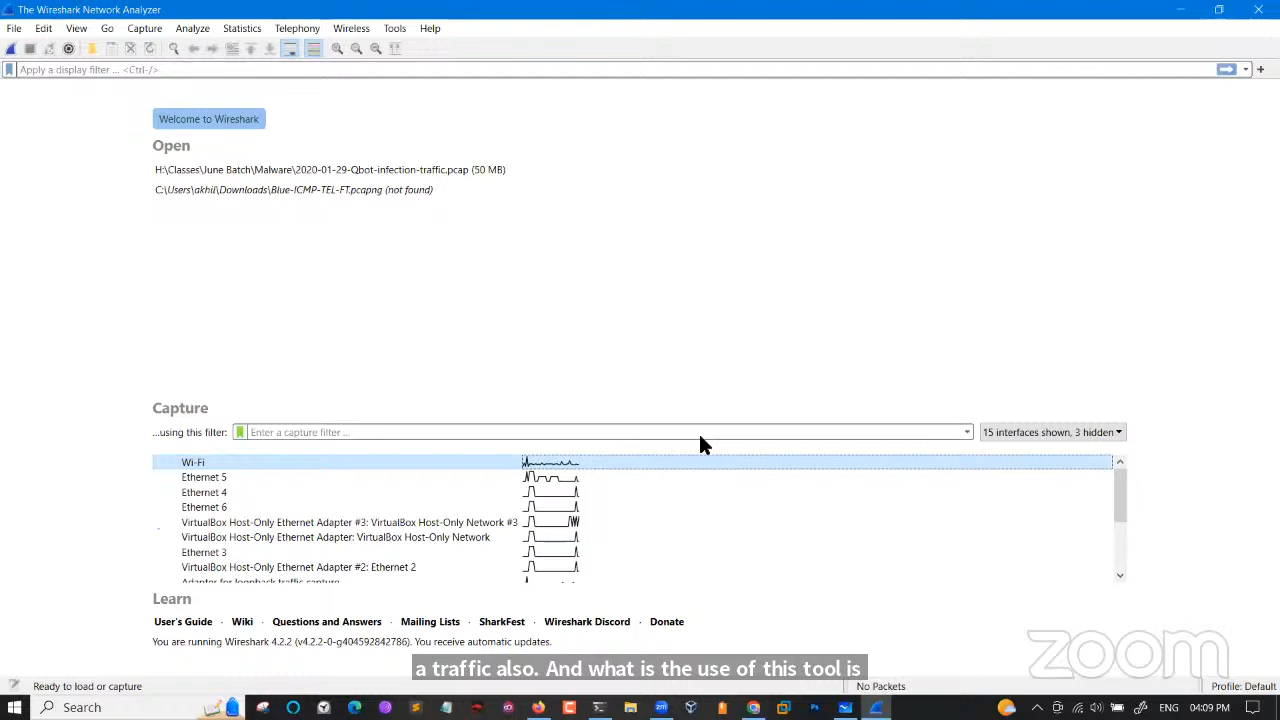 The Wireshark Network Analyzer
File Edit View Go Capture Analyze Statistics Telephony Wireless Tools Help
Apply a display filter ... <Ctrl-/>
Welcome to Wireshark
Open
H:\Classes\June Batch\Malware\2020-01-29-Qbot-infection-traffic.pcap (50 MB)
C:\Users\akhil\Downloads\Blue-ICMP-TEL-FT.pcapng (not found)
Capture
...using this filter: Enter a capture filter ... 15 interfaces shown, 3 hidden
Wi-Fi
Ethernet 5
Ethernet 4
Ethernet 6
VirtualBox Host-Only Ethernet Adapter #3: VirtualBox Host-Only Network #3
VirtualBox Host-Only Ethernet Adapter: VirtualBox Host-Only Network
Ethernet 3
VirtualBox Host-Only Ethernet Adapter #2: Ethernet 2
Adapter for loopback traffic capture
Learn
User's Guide · Wiki · Questions and Answers · Mailing Lists · SharkFest · Wireshark Discord · Donate
You are running Wireshark 4.2.2 (v4.2.2-0-g404592842786). You receive automatic updates.
zoom
a traffic also. And what is the use of this tool is
Ready to load or capture No Packets Profile: Default
Search ENG 04:09 PM